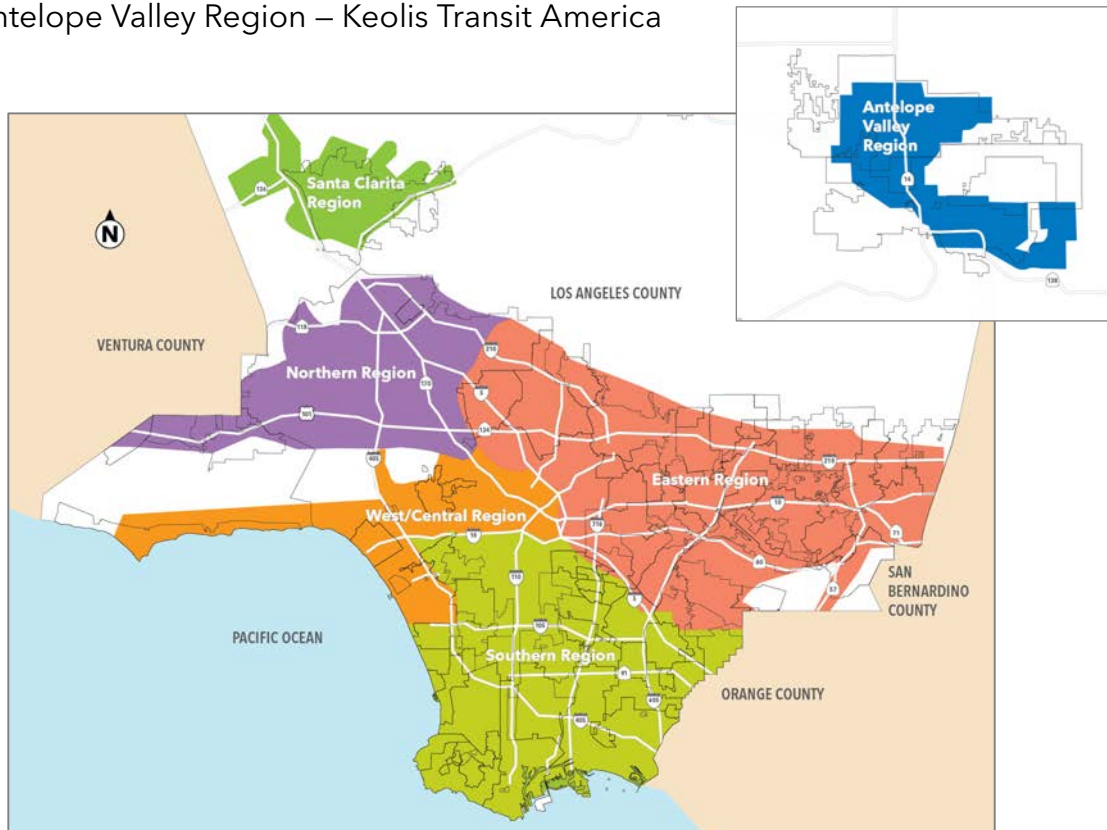 ntelope Valley Region – Keolis Transit America
Antelope
Valley
Region
14
138
Santa Clarita
Region
126
N
LOS ANGELES COUNTY
VENTURA COUNTY
118
210
Northern Region
170
5
101
134
405
210
Eastern Region
10
West/Central Region
710
10
71
60
SAN
BERNARDINO
COUNTY
57
110
5
PACIFIC OCEAN
105
Southern Region
91
ORANGE COUNTY
605
405